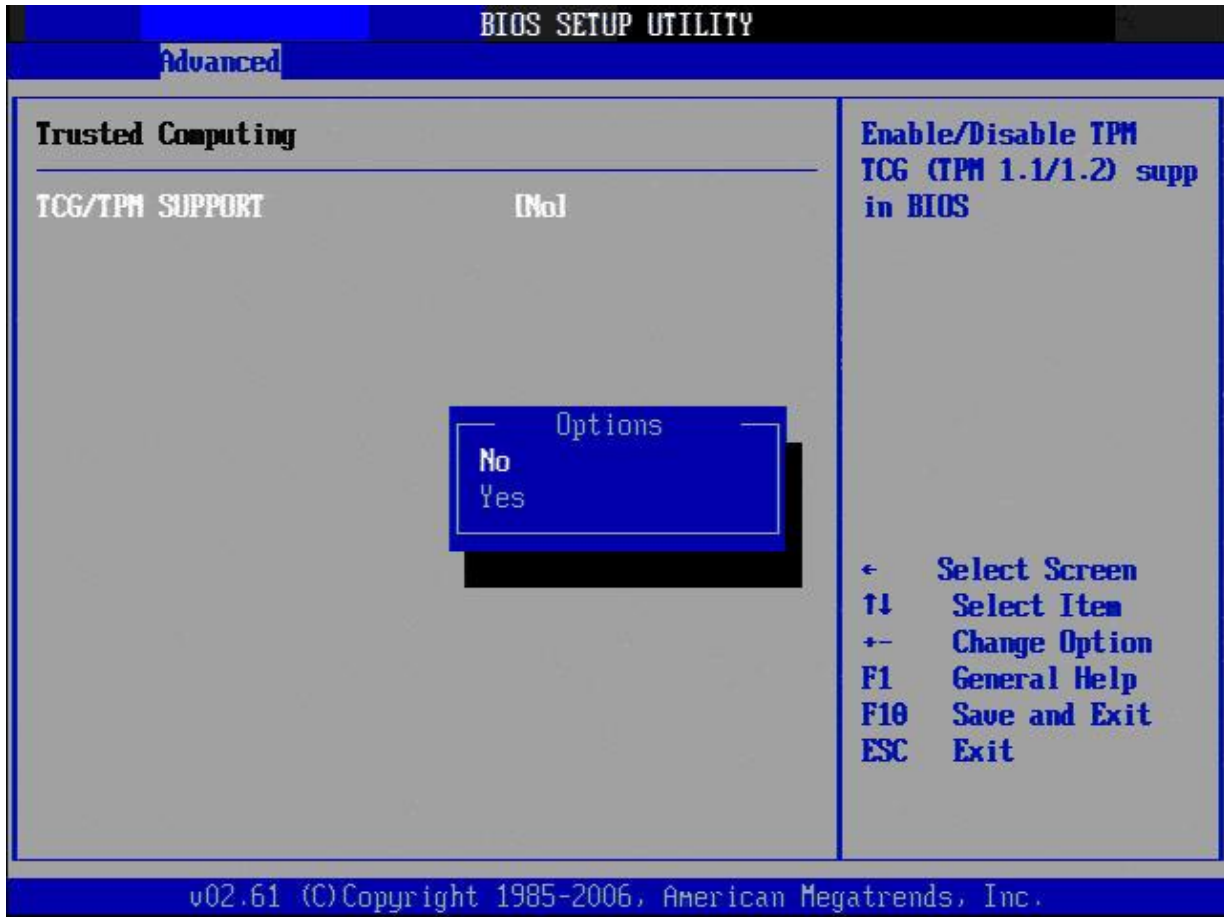 BIOS SETUP UTILITY
Advanced
Trusted Computing
TCG/TPM SUPPORT [No]
Options
No
Yes
Enable/Disable TPM
TCG (TPM 1.1/1.2) supp
in BIOS
← Select Screen
↑↓ Select Item
+- Change Option
F1 General Help
F10 Save and Exit
ESC Exit
v02.61 (C)Copyright 1985-2006, American Megatrends, Inc.